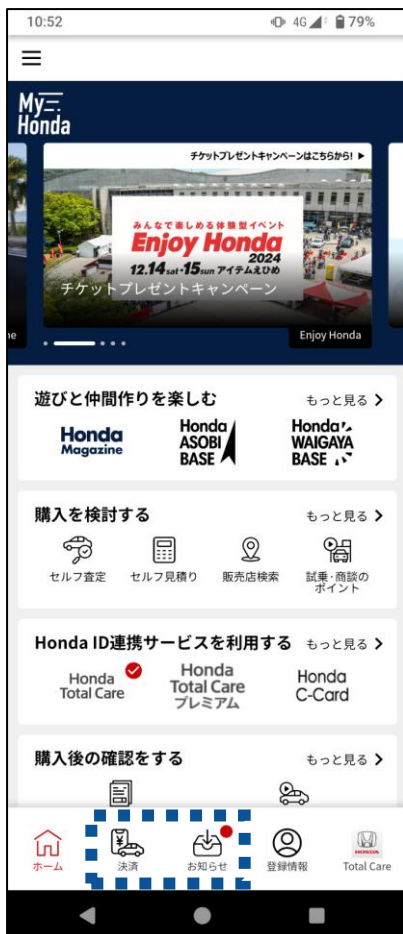 10:52
4G
79%
My
Honda
チケットプレゼントキャンペーンはこちらから! ▶
みんなで楽しめる体験型イベント
Enjoy Honda
2024
12.14 sat・15 sun アイテムえひめ
チケットプレゼントキャンペーン
ne
Enjoy Honda
遊びと仲間作りを楽しむ
もっと見る
Honda
Magazine
Honda
ASOBI
BASE
Honda
WAIGAYA
BASE
購入を検討する
もっと見る
セルフ査定
セルフ見積り
販売店検索
試乗・商談の
ポイント
Honda ID連携サービスを利用する
もっと見る
Honda
Total Care
Honda
Total Care
プレミアム
Honda
C-Card
購入後の確認をする
もっと見る
ホーム
決済
お知らせ
登録情報
HONDA
Total Care